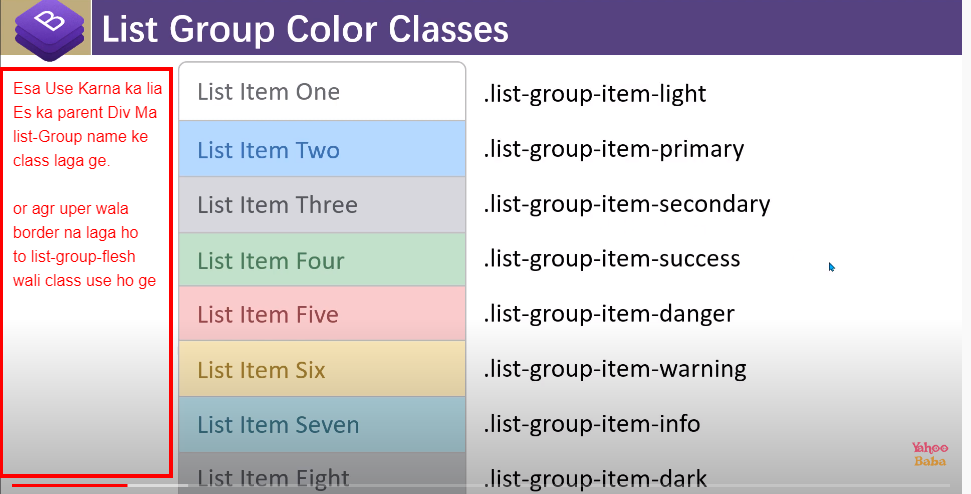 B
List Group Color Classes
Esa Use Karna ka lia
Es ka parent Div Ma
list-Group name ke
class laga ge.
or agr uper wala
border na laga ho
to list-group-flesh
wali class use ho ge
List Item One
.list-group-item-light
List Item Two
.list-group-item-primary
List Item Three
.list-group-item-secondary
List Item Four
.list-group-item-success
List Item Five
.list-group-item-danger
List Item Six
.list-group-item-warning
List Item Seven
.list-group-item-info
List Item Eight
.list-group-item-dark
Yahoo
Baba